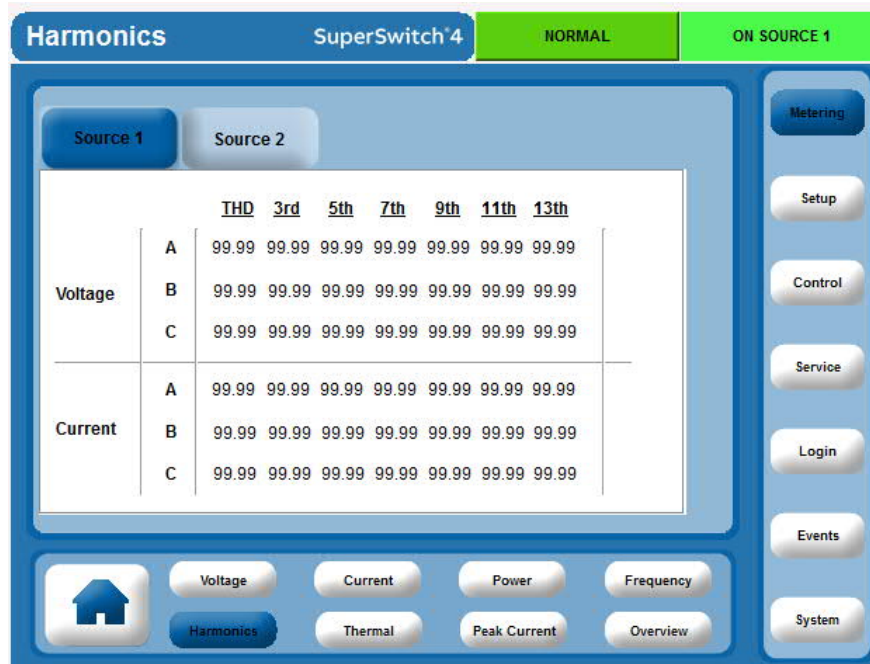 Harmonics SuperSwitch®4 NORMAL ON SOURCE 1
Source 1 Source 2
THD 3rd 5th 7th 9th 11th 13th
Voltage
A 99.99 99.99 99.99 99.99 99.99 99.99 99.99
B 99.99 99.99 99.99 99.99 99.99 99.99 99.99
C 99.99 99.99 99.99 99.99 99.99 99.99 99.99
Current
A 99.99 99.99 99.99 99.99 99.99 99.99 99.99
B 99.99 99.99 99.99 99.99 99.99 99.99 99.99
C 99.99 99.99 99.99 99.99 99.99 99.99 99.99
Voltage Current Power Frequency
Harmonics Thermal Peak Current Overview
Metering
Setup
Control
Service
Login
Events
System